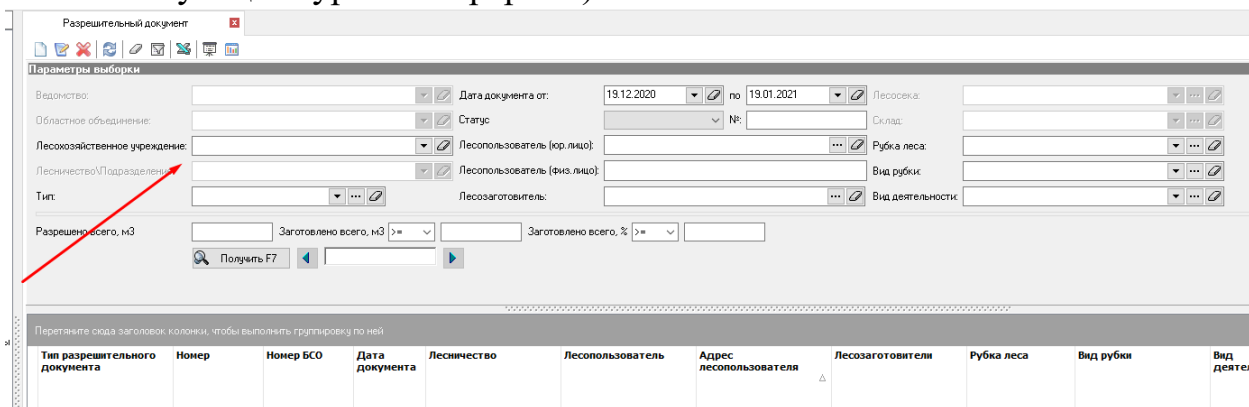 Разрешительный документ
Параметры выборки
Ведомство:
Дата документа от: 19.12.2020 по 19.01.2021
Лесосека:
Областное объединение:
Статус №:
Склад:
Лесохозяйственное учреждение:
Лесопользователь (юр.лицо):
Рубка леса:
Лесничество\Подразделение
Лесопользователь (физ.лицо):
Вид рубки:
Тип:
Лесозаготовитель:
Вид деятельности:
Разрешено всего, м3 Заготовлено всего, м3 >= Заготовлено всего, % >=
Получить F7
Перетяните сюда заголовок колонки, чтобы выполнить группировку по ней
Тип разрешительного документа
Номер
Номер БСО
Дата документа
Лесничество
Лесопользователь
Адрес лесопользователя
Лесозаготовители
Рубка леса
Вид рубки
Вид